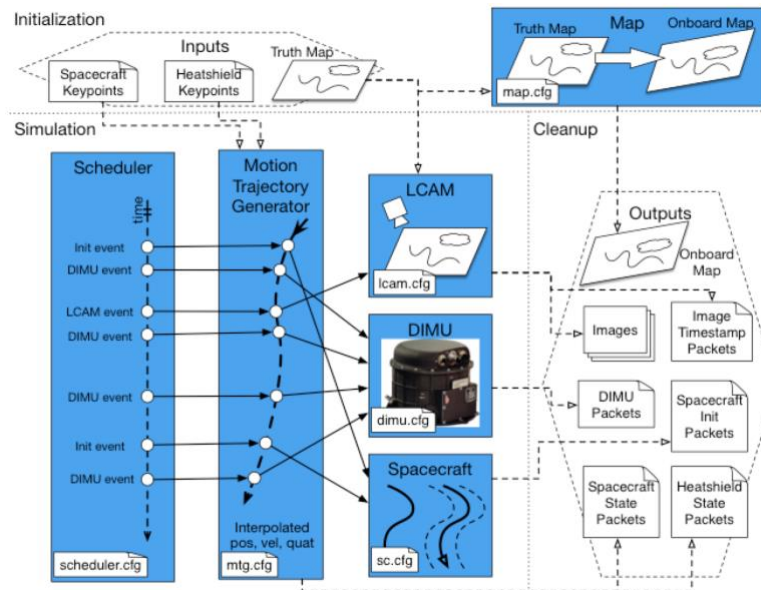 Initialization
Inputs
Spacecraft
Keypoints
Heatshield
Keypoints
Truth Map
Map
Truth Map
Onboard Map
map.cfg
Simulation
Cleanup
Scheduler
time
Init event
DIMU event
LCAM event
DIMU event
DIMU event
Init event
DIMU event
scheduler.cfg
Motion
Trajectory
Generator
Interpolated
pos, vel, quat
mtg.cfg
LCAM
lcam.cfg
DIMU
dimu.cfg
Spacecraft
sc.cfg
Outputs
Onboard
Map
Images
Image
Timestamp
Packets
DIMU
Packets
Spacecraft
Init
Packets
Spacecraft
State
Packets
Heatshield
State
Packets